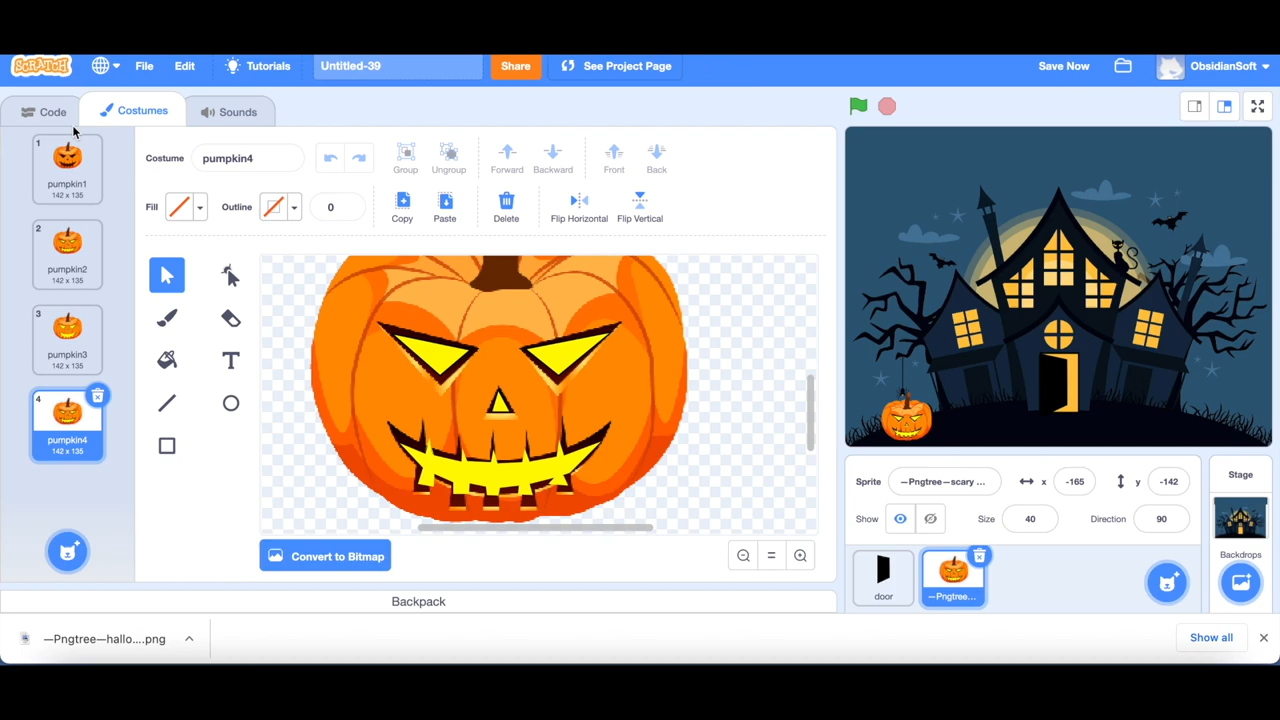 SCRATCH File Edit Tutorials Untitled-39 Share See Project Page Save Now ObsidianSoft
Code Costumes Sounds
1
pumpkin1
142 x 135
2
pumpkin2
142 x 135
3
pumpkin3
142 x 135
4
pumpkin4
142 x 135
Costume pumpkin4 Group Ungroup Forward Backward Front Back
Fill Outline 0 Copy Paste Delete Flip Horizontal Flip Vertical
T
Convert to Bitmap
Backpack
Sprite —Pngtree—scary ... x -165 y -142
Show Size 40 Direction 90
door
—Pngtree...
Stage
Backdrops
—Pngtree—hallo....png
Show all